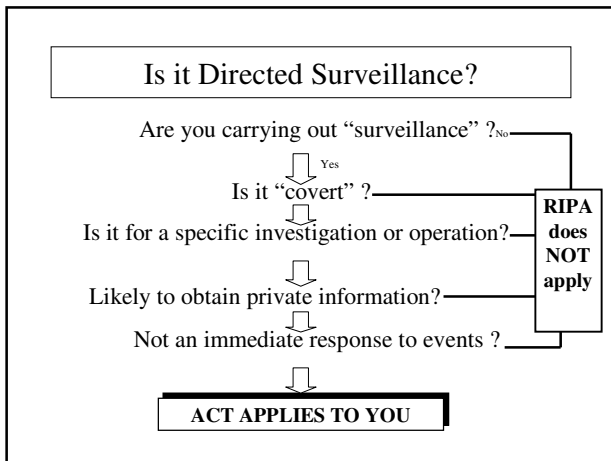 Is it Directed Surveillance?
Are you carrying out “surveillance” ? No
Yes
Is it “covert” ?
Is it for a specific investigation or operation?
RIPA
does
NOT
apply
Likely to obtain private information?
Not an immediate response to events ?
ACT APPLIES TO YOU